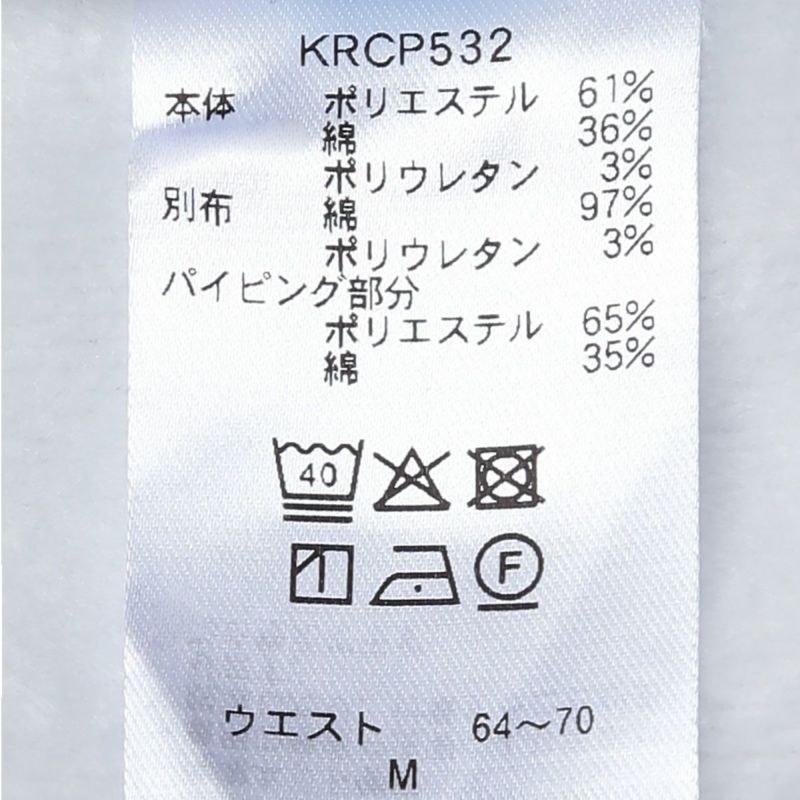 KRCP532
本体 ポリエステル 61%
綿 36%
ポリウレタン 3%
別布 綿 97%
ポリウレタン 3%
パイピング部分
ポリエステル 65%
綿 35%
40
F
ウエスト 64〜70
M